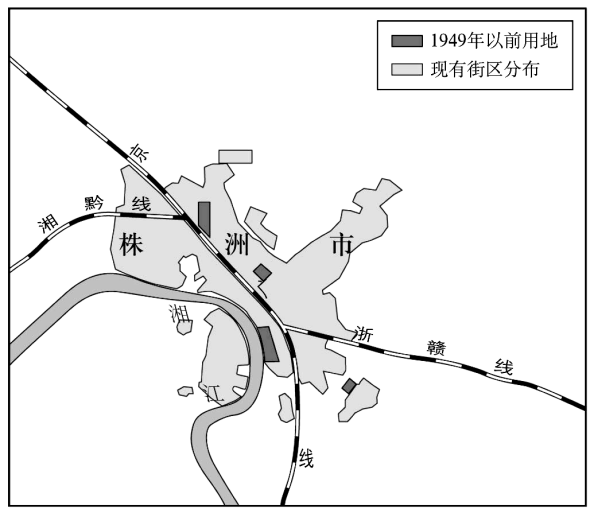 1949年以前用地
现有街区分布
京
线
湘黔线
株洲市
湘江
浙赣线